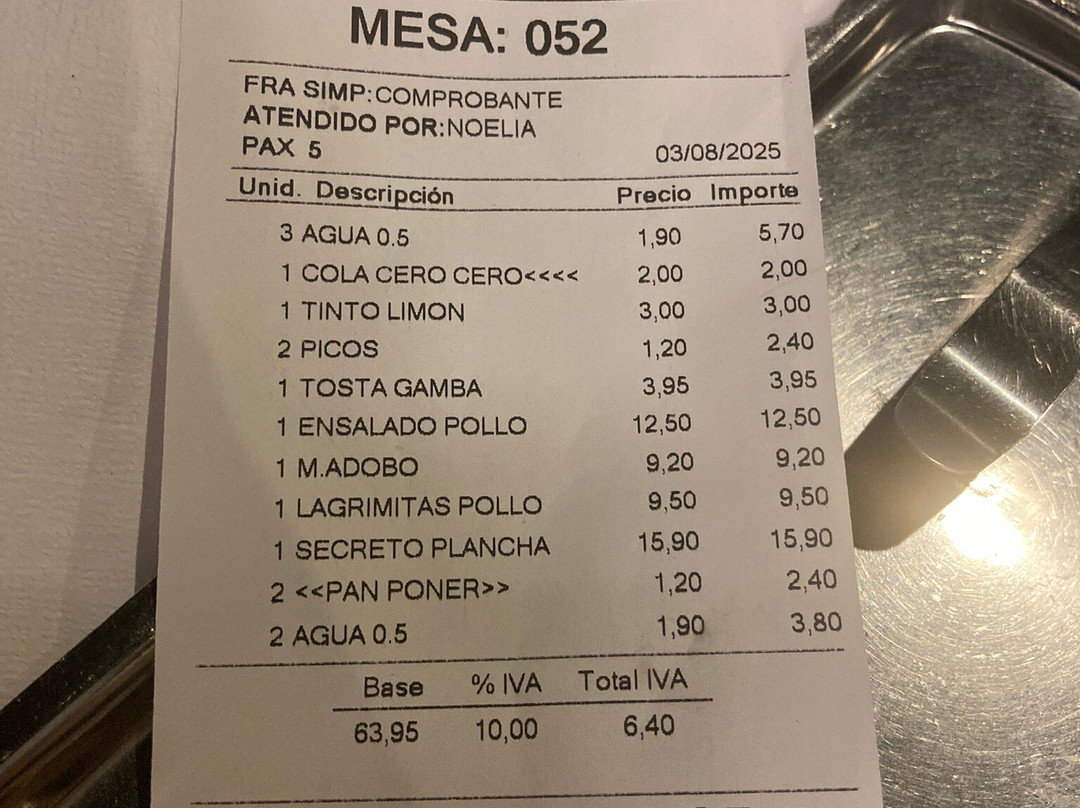 MESA: 052
FRA SIMP:COMPROBANTE
ATENDIDO POR:NOELIA
PAX 5 03/08/2025
Unid. Descripción Precio Importe
3 AGUA 0.5 1,90 5,70
1 COLA CERO CERO<<<< 2,00 2,00
1 TINTO LIMON 3,00 3,00
2 PICOS 1,20 2,40
1 TOSTA GAMBA 3,95 3,95
1 ENSALADO POLLO 12,50 12,50
1 M.ADOBO 9,20 9,20
1 LAGRIMITAS POLLO 9,50 9,50
1 SECRETO PLANCHA 15,90 15,90
2 <<PAN PONER>> 1,20 2,40
2 AGUA 0.5 1,90 3,80
Base % IVA Total IVA
63,95 10,00 6,40